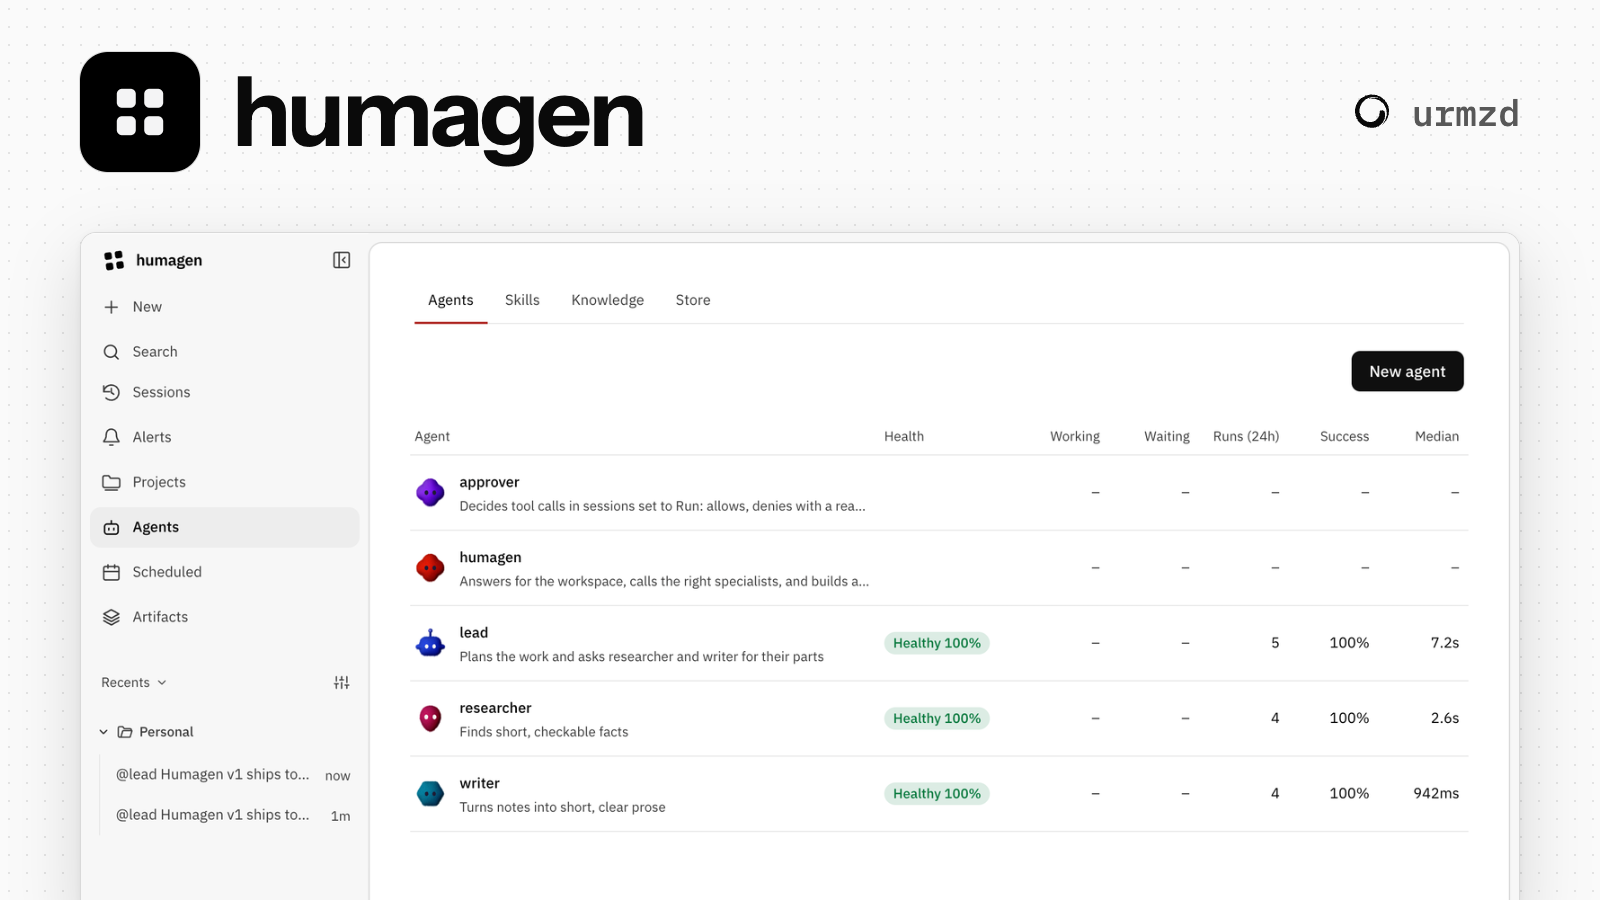 humagen
urmzd
humagen
New
Search
Sessions
Alerts
Projects
Agents
Scheduled
Artifacts
Recents
Personal
@lead Humagen v1 ships to... now
@lead Humagen v1 ships to... 1m
Agents Skills Knowledge Store
New agent
Agent Health Working Waiting Runs (24h) Success Median
approver
Decides tool calls in sessions set to Run: allows, denies with a rea...
– – – – –
humagen
Answers for the workspace, calls the right specialists, and builds a...
– – – – –
lead
Plans the work and asks researcher and writer for their parts
Healthy 100% – – 5 100% 7.2s
researcher
Finds short, checkable facts
Healthy 100% – – 4 100% 2.6s
writer
Turns notes into short, clear prose
Healthy 100% – – 4 100% 942ms